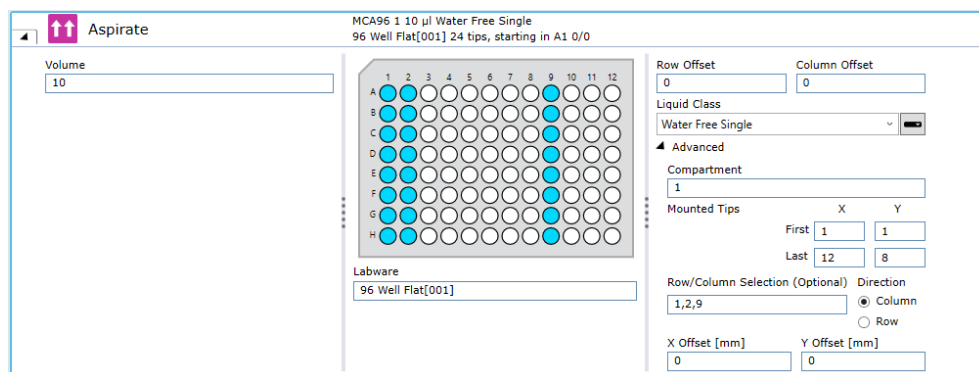 Aspirate
MCA96 1 10 µl Water Free Single
96 Well Flat[001] 24 tips, starting in A1 0/0
Volume
10
1 2 3 4 5 6 7 8 9 10 11 12
A
B
C
D
E
F
G
H
Labware
96 Well Flat[001]
Row Offset Column Offset
0 0
Liquid Class
Water Free Single
Advanced
Compartment
1
Mounted Tips X Y
First 1 1
Last 12 8
Row/Column Selection (Optional) Direction
1,2,9 Column
Row
X Offset [mm] Y Offset [mm]
0 0